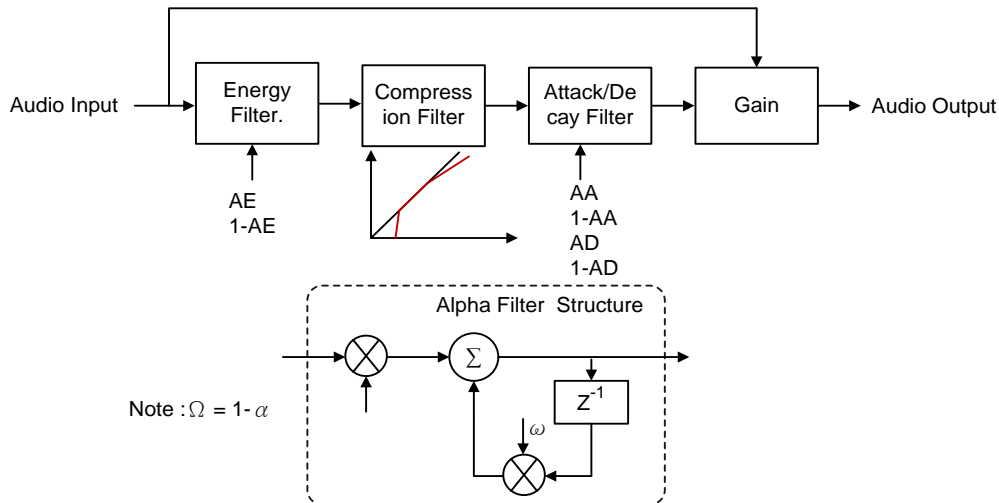 Audio Input
Energy
Filter.
Compress
ion Filter
Attack/De
cay Filter
Gain
Audio Output
AE
1-AE
AA
1-AA
AD
1-AD
Alpha Filter Structure
Σ
Z⁻¹
ω
Note : Ω = 1- α